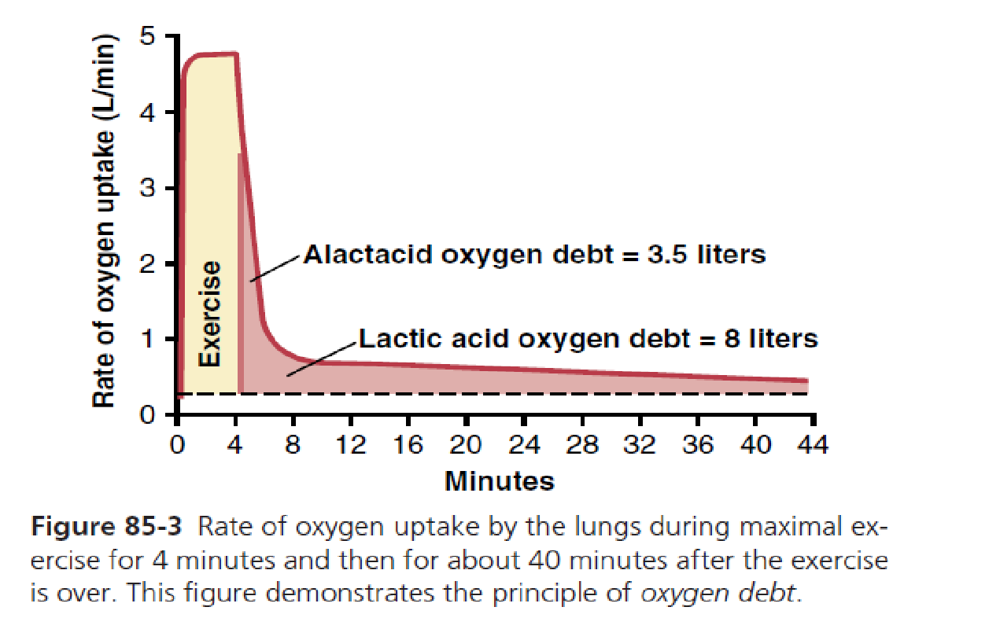 Rate of oxygen uptake (L/min)
5
4
3
2
1
0
Exercise
Alactacid oxygen debt = 3.5 liters
Lactic acid oxygen debt = 8 liters
0 4 8 12 16 20 24 28 32 36 40 44
Minutes
Figure 85-3 Rate of oxygen uptake by the lungs during maximal ex-
ercise for 4 minutes and then for about 40 minutes after the exercise
is over. This figure demonstrates the principle of oxygen debt.